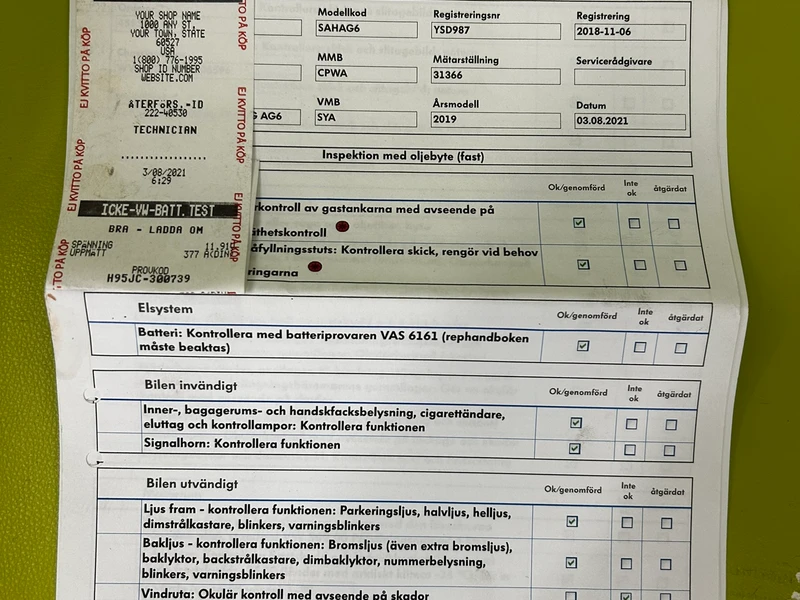 EJ KVITTO PÅ KÖP
YOUR SHOP NAME
1000 ANY ST,
YOUR TOWN, STATE
60527
USA
1(800) 776-1995
SHOP ID NUMBER
WEBSITE.COM
ÅTERFÖRS.-ID
222-40530
TECHNICIAN
3/08/2021
6:29
ICKE-VW-BATT.TEST
BRA - LADDA OM
SPÄNNING
UPPMÄTT 377 A(DIN)
PROVKOD
H95JC-300739
EJ KVITTO PÅ KÖP
EJ KVITTO PÅ KÖP
EJ KVITTO PÅ KÖP
TO PÅ KÖP
Modellkod Registreringsnr Registrering
SAHAG6 YSD987 2018-11-06
MMB Mätarställning Servicerådgivare
CPWA 31366
VMB Årsmodell Datum
AG6 SYA 2019 03.08.2021
Inspektion med oljebyte (fast)
Ok/genomförd Inte ok åtgärdat
rkontroll av gastankarna med avseende på
äthetskontroll
åfyllningsstuts: Kontrollera skick, rengör vid behov
ringarna
Elsystem Ok/genomförd Inte ok åtgärdat
Batteri: Kontrollera med batteriprovaren VAS 6161 (rephandboken
måste beaktas)
Bilen invändigt Ok/genomförd Inte ok åtgärdat
Inner-, bagagerums- och handskfacksbelysning, cigarettändare,
eluttag och kontrollampor: Kontrollera funktionen
Signalhorn: Kontrollera funktionen
Bilen utvändigt Ok/genomförd Inte ok åtgärdat
Ljus fram - kontrollera funktionen: Parkeringsljus, halvljus, helljus,
dimstrålkastare, blinkers, varningsblinkers
Bakljus - kontrollera funktionen: Bromsljus (även extra bromsljus),
baklyktor, backstrålkastare, dimbaklyktor, nummerbelysning,
blinkers, varningsblinkers
Vindruta: Okulär kontroll med avseende på skador